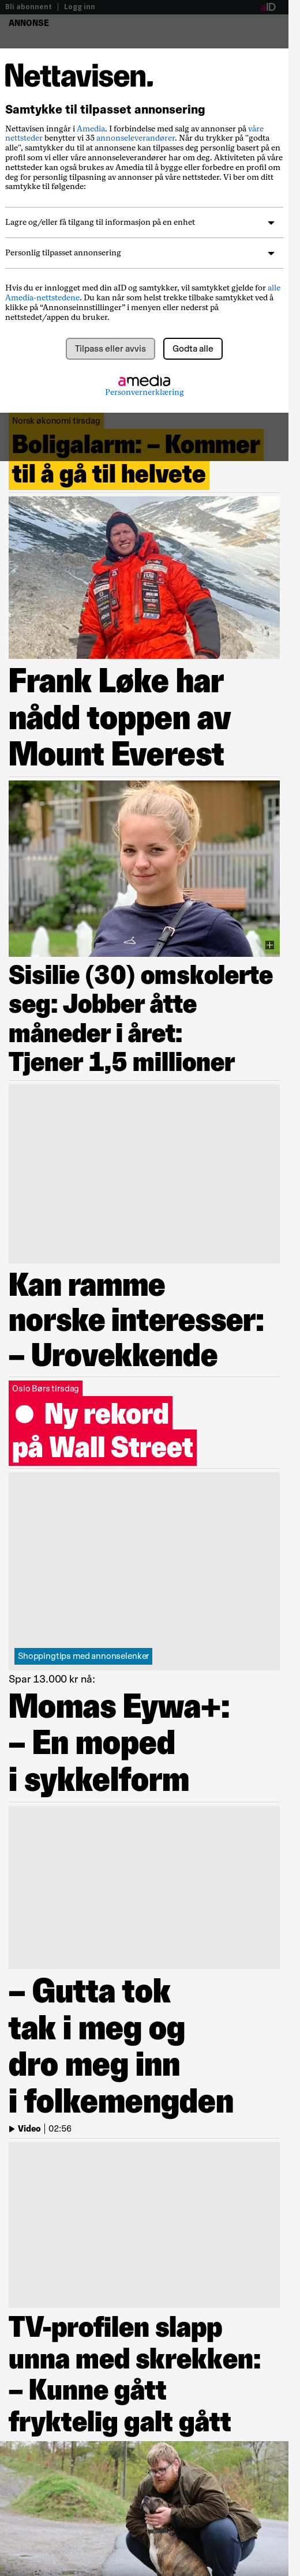 Bli abonnent | Logg inn
aID
ANNONSE
Nettavisen.
Samtykke til tilpasset annonsering
Nettavisen inngår i Amedia. I forbindelse med salg av annonser på våre
nettsteder benytter vi 35 annonseleverandører. Når du trykker på "godta
alle", samtykker du til at annonsene kan tilpasses deg personlig basert på en
profil som vi eller våre annonseleverandører har om deg. Aktiviteten på våre
nettsteder kan også brukes av Amedia til å bygge eller forbedre en profil om
deg for personlig tilpasning av annonser på våre nettsteder. Vi ber om ditt
samtykke til følgende:
Lagre og/eller få tilgang til informasjon på en enhet
Personlig tilpasset annonsering
Hvis du er innlogget med din aID og samtykker, vil samtykket gjelde for alle
Amedia-nettstedene. Du kan når som helst trekke tilbake samtykket ved å
klikke på “Annonseinnstillinger” i menyen eller nederst på
nettstedet/appen du bruker.
Tilpass eller avvis
Godta alle
amedia
Personvernerklæring
Norsk økonomi tirsdag
Boligalarm: – Kommer
til å gå til helvete
Frank Løke har
nådd toppen av
Mount Everest
Sisilie (30) omskolerte
seg: Jobber åtte
måneder i året:
Tjener 1,5 millioner
Kan ramme
norske interesser:
– Urovekkende
Oslo Børs tirsdag
● Ny rekord
på Wall Street
Shoppingtips med annonselenker
Spar 13.000 kr nå:
Momas Eywa+:
– En moped
i sykkelform
– Gutta tok
tak i meg og
dro meg inn
i folkemengden
Video | 02:56
TV-profilen slapp
unna med skrekken:
– Kunne gått
fryktelig galt gått